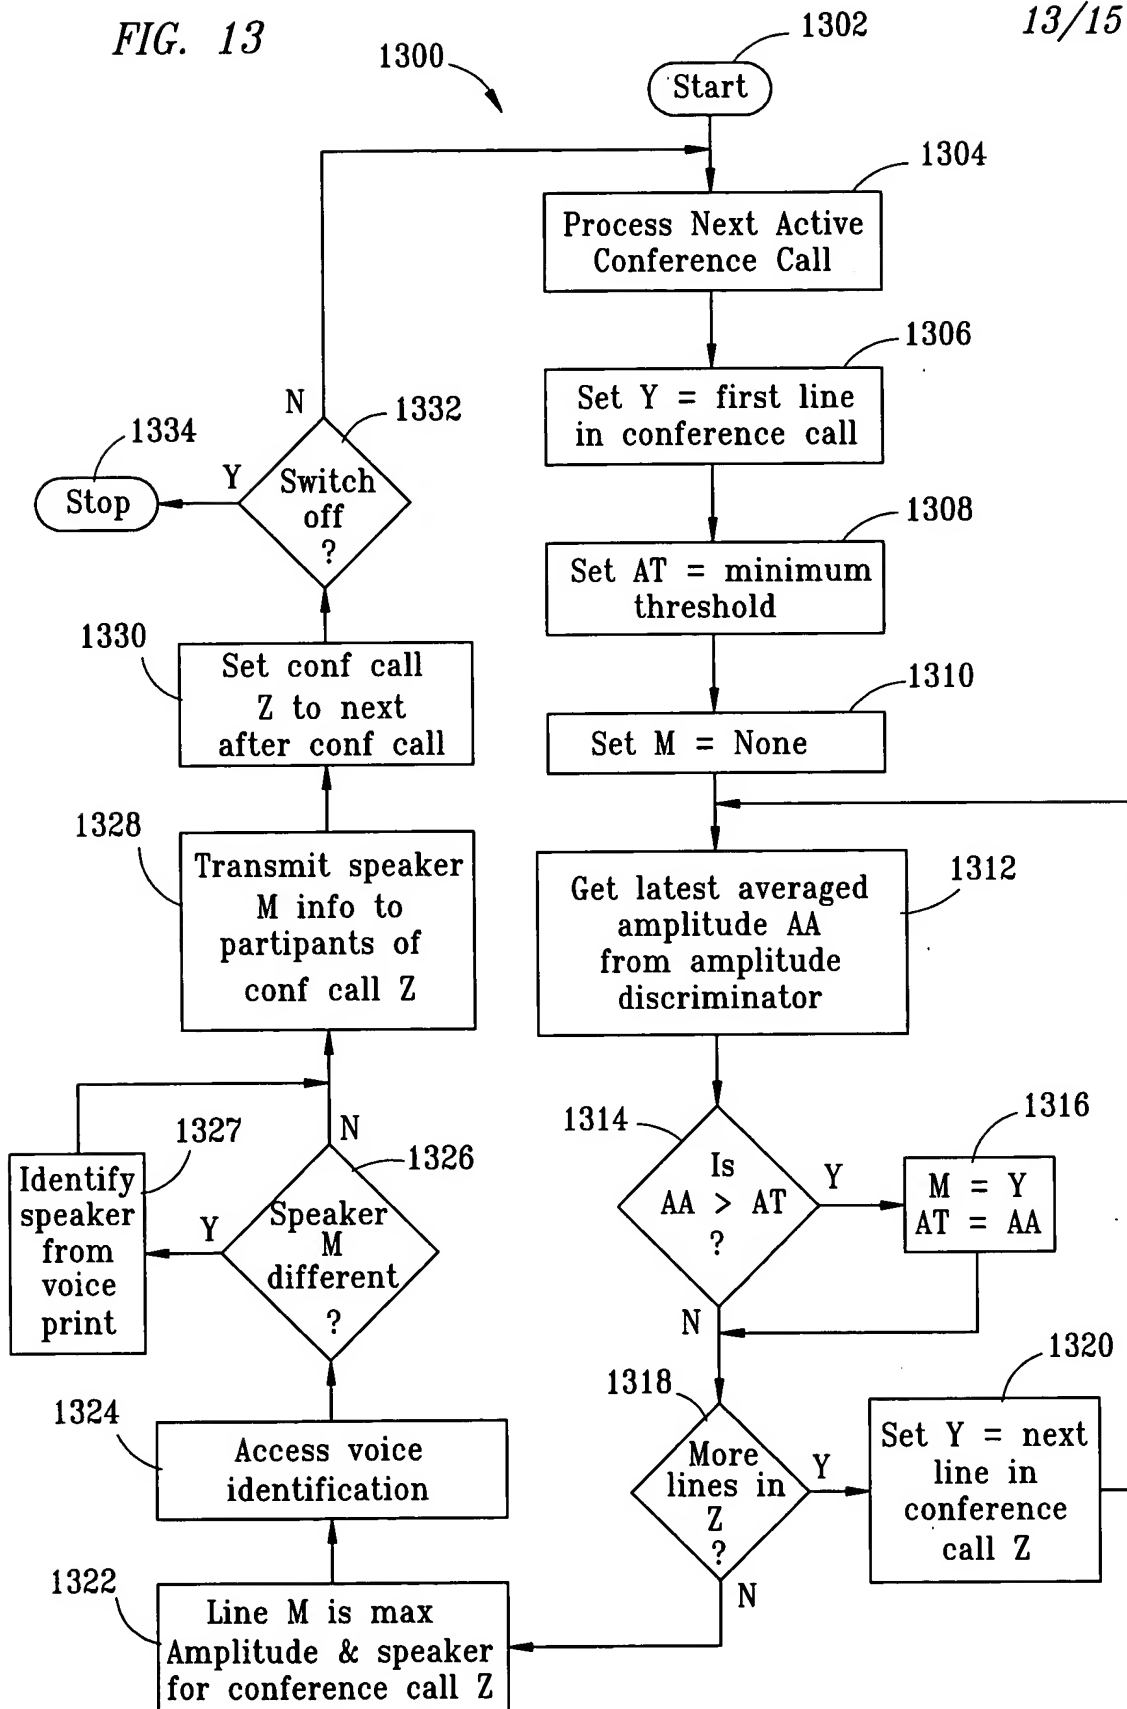 FIG. 13
13/15
1300
1302
Start
1304
Process Next Active
Conference Call
1306
Set Y = first line
in conference call
1308
Set AT = minimum
threshold
1310
Set M = None
1312
Get latest averaged
amplitude AA
from amplitude
discriminator
1314
Is
AA > AT
?
Y
N
1316
M = Y
AT = AA
1318
More
lines in
Z
?
Y
N
1320
Set Y = next
line in
conference
call Z
1322
Line M is max
Amplitude & speaker
for conference call Z
1324
Access voice
identification
1326
Speaker
M
different
?
Y
N
1327
Identify
speaker
from
voice
print
1328
Transmit speaker
M info to
partipants of
conf call Z
1330
Set conf call
Z to next
after conf call
1332
Switch
off
?
N
Y
1334
Stop